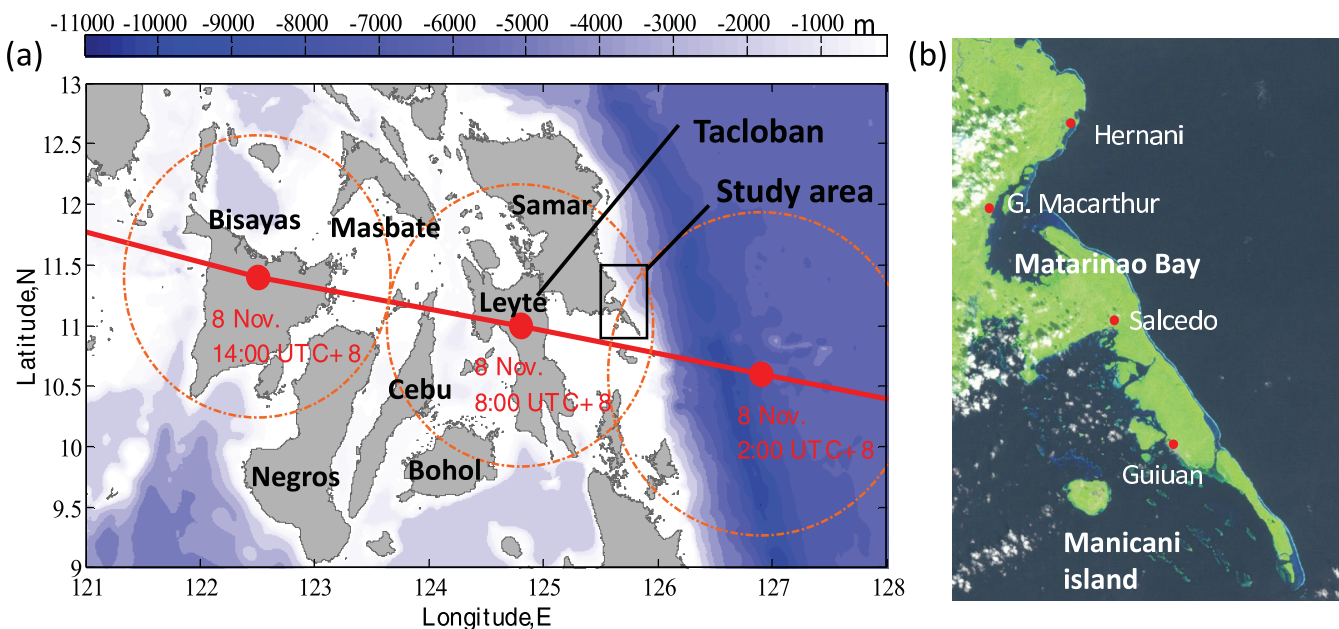 -11000 -10000 -9000 -8000 -7000 -6000 -5000 -4000 -3000 -2000 -1000 m
(a)
13
12.5
12
11.5
11
10.5
10
9.5
9
Latitude,N
121 122 123 124 125 126 127 128
Longitude,E
Tacloban
Study area
Samar
Bisayas
Masbate
Leyte
8 Nov.
14:00 UTC+8
8 Nov.
8:00 UTC+8
Cebu
8 Nov.
2:00 UTC+8
Negros
Bohol
(b)
Hernani
G. Macarthur
Matarinao Bay
Salcedo
Guiuan
Manicani
island